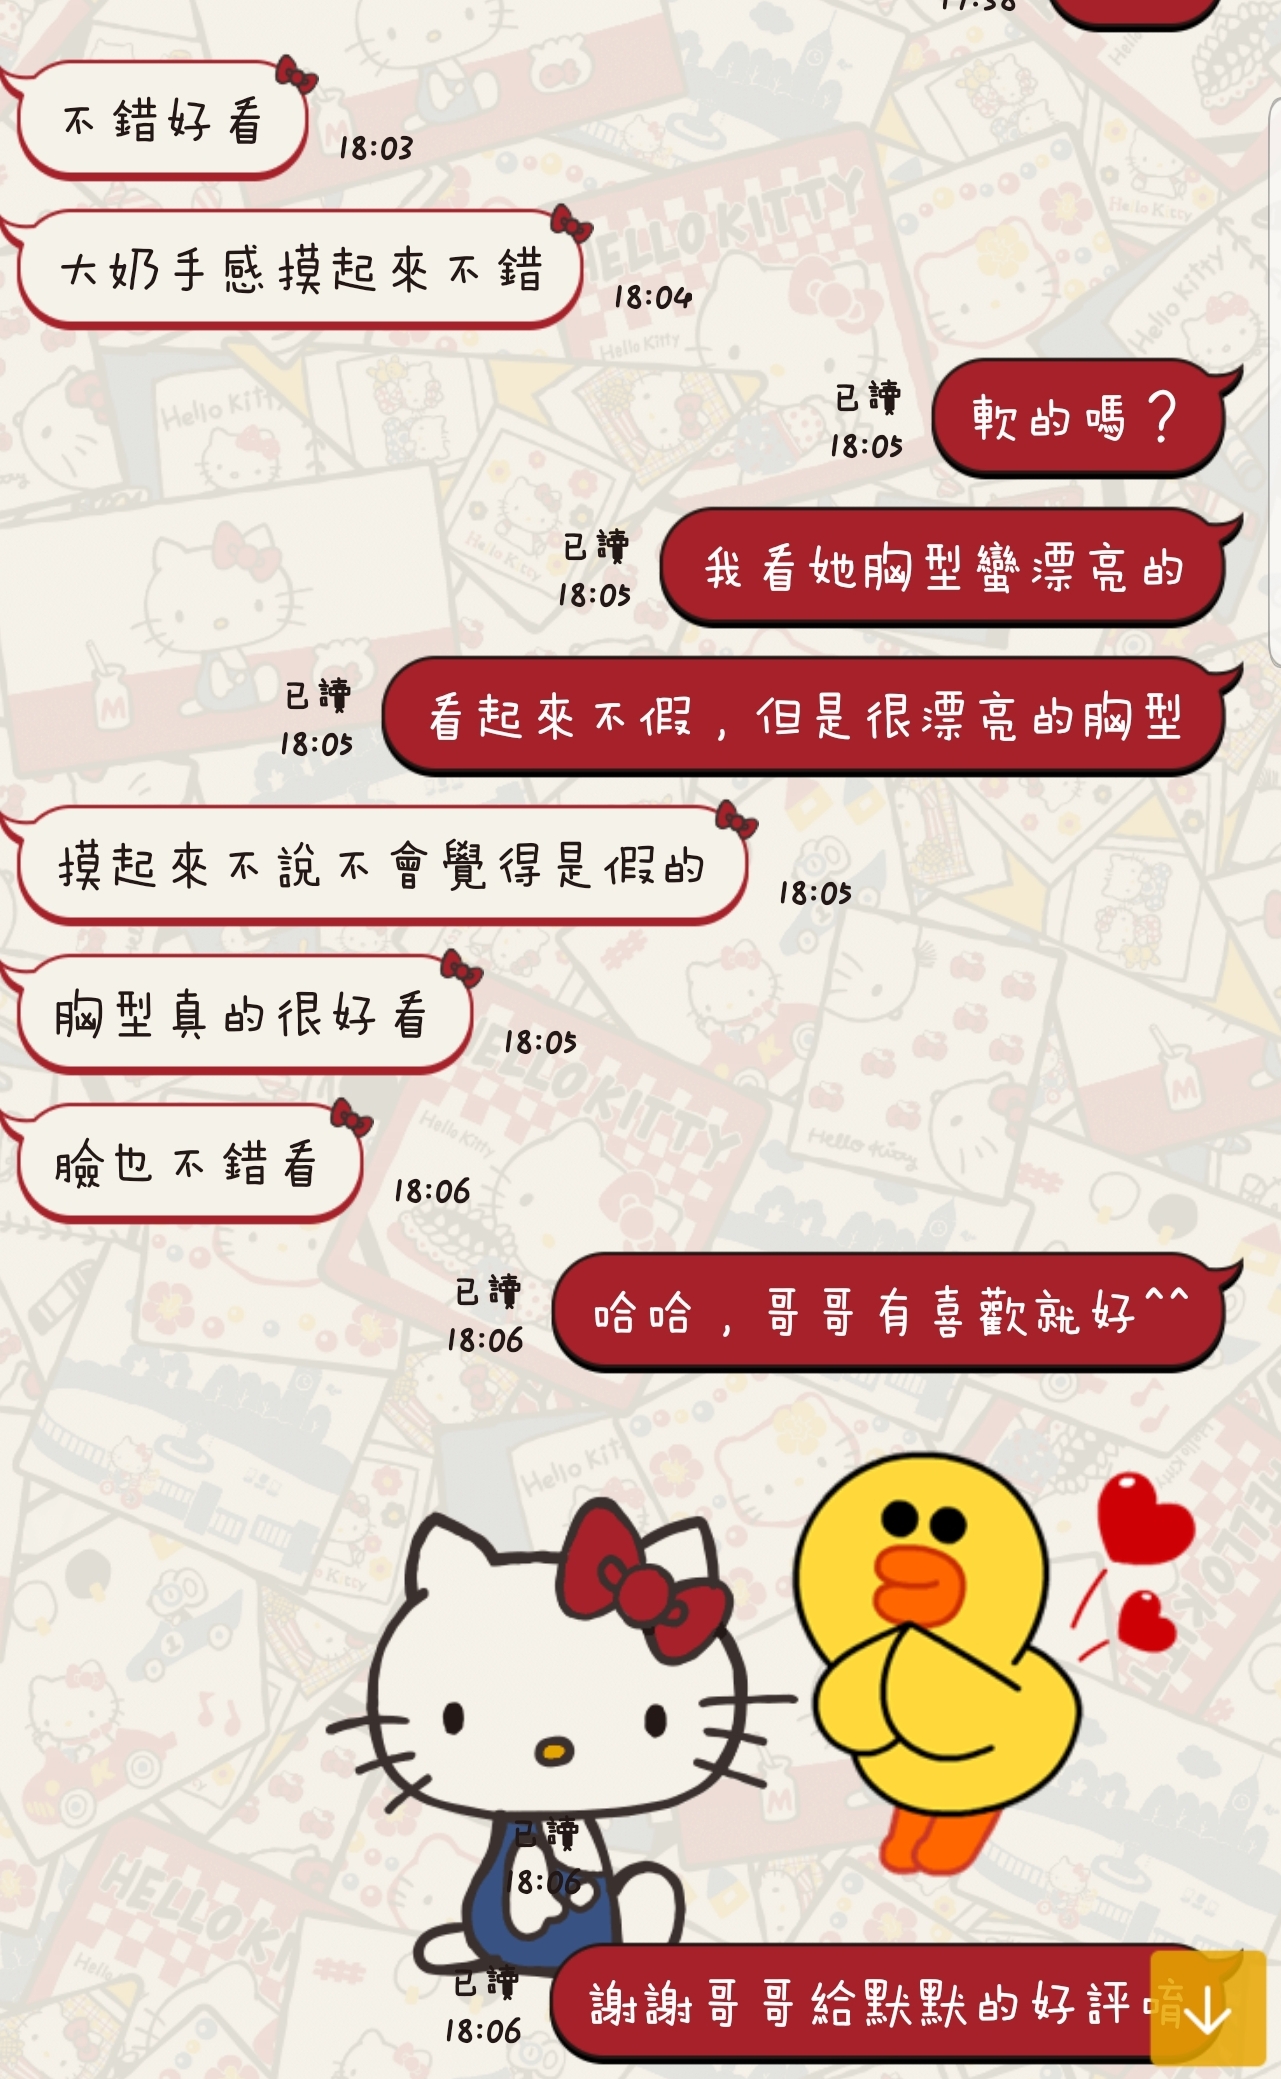 不錯好看
18:03
大奶手感摸起來不錯
18:04
已讀
18:05
軟的嗎？
已讀
18:05
我看她胸型蠻漂亮的
已讀
18:05
看起來不假，但是很漂亮的胸型
摸起來不說不會覺得是假的
18:05
胸型真的很好看
18:05
臉也不錯看
18:06
已讀
18:06
哈哈，哥哥有喜歡就好^^
已讀
18:06
已讀
18:06
謝謝哥哥給默默的好評唷